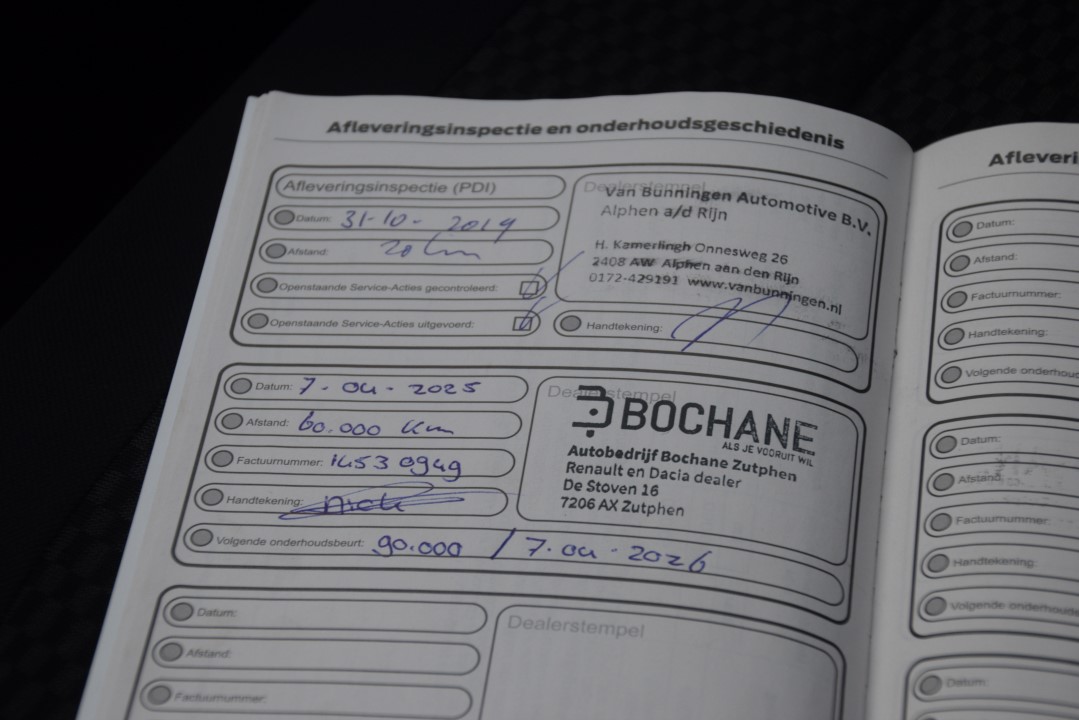 Afleveringsinspectie en onderhoudsgeschiedenis
Afleveringsinspectie (PDI)
Datum: 31-10-2019
Afstand: 20 km
Openstaande Service-Acties gecontroleerd:
Openstaande Service-Acties uitgevoerd:
Dealerstempel
Van Bunningen Automotive B.V.
Alphen a/d Rijn
H. Kamerlingh Onnesweg 26
2408 AW Alphen aan den Rijn
0172-429191 www.vanbunningen.nl
Handtekening:
Datum: 7-04-2025
Afstand: 60.000 km
Factuurnummer: 1453 0949
Handtekening:
Volgende onderhoudsbeurt: 90.000 / 7-04-2026
Dealerstempel
BOCHANE
ALS JE VOORUIT WIL
Autobedrijf Bochane Zutphen
Renault en Dacia dealer
De Stoven 16
7206 AX Zutphen
Datum:
Afstand:
Factuurnummer:
Dealerstempel
Afleveri
Datum:
Afstand:
Factuurnummer:
Handtekening:
Volgende onderhoud
Datum:
Afstand:
Factuurnummer:
Handtekening:
Volgende onderhouds
Datum: